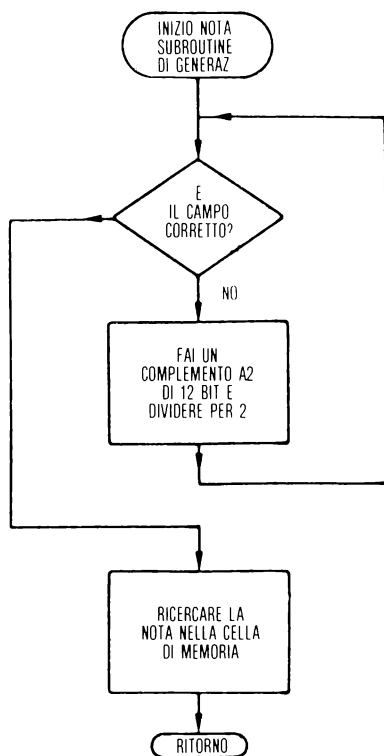 INIZIO NOTA
SUBROUTINE
DI GENERAZ
E
IL CAMPO
CORRETTO?
NO
FAI UN
COMPLEMENTO A2
DI 12 BIT E
DIVIDERE PER 2
RICERCARE LA
NOTA NELLA CELLA
DI MEMORIA
RITORNO